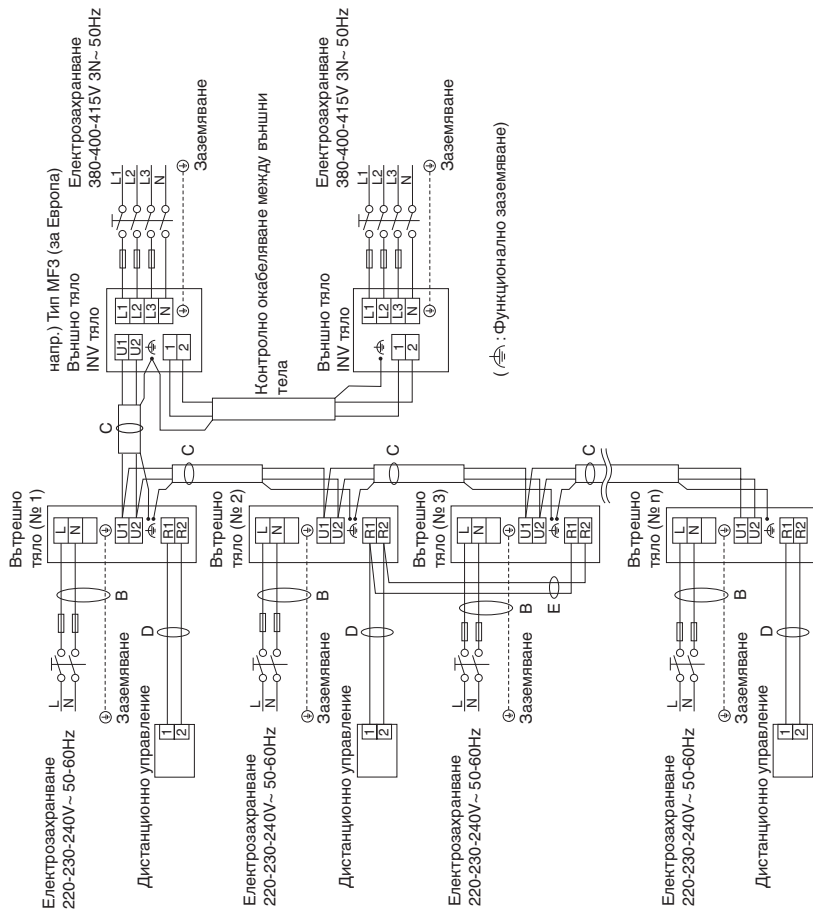 напр.) Тип MF3 (за Европа)
Външно тяло
INV тяло
Електрозахранване
380-400-415V 3N~ 50Hz
L1
L2
L3
N
Заземяване
L1
L2
L3
N
U1
U2
1
2
Контролно окабеляване между външни
тела
Външно тяло
INV тяло
Електрозахранване
380-400-415V 3N~ 50Hz
L1
L2
L3
N
Заземяване
L1
L2
L3
N
1
2
( : Функционално заземяване)
C
C
C
C
Вътрешно
тяло (№ 1)
L
N
U1
U2
R1
R2
B
D
L
N
Заземяване
Електрозахранване
220-230-240V~ 50-60Hz
1
2
Дистанционно управление
Вътрешно
тяло (№ 2)
L
N
U1
U2
R1
R2
B
D
L
N
Заземяване
Електрозахранване
220-230-240V~ 50-60Hz
1
2
Дистанционно управление
Вътрешно
тяло (№ 3)
L
N
U1
U2
R1
R2
B
E
L
N
Заземяване
Електрозахранване
220-230-240V~ 50-60Hz
Вътрешно
тяло (№ n)
L
N
U1
U2
R1
R2
B
D
L
N
Заземяване
Електрозахранване
220-230-240V~ 50-60Hz
1
2
Дистанционно управление